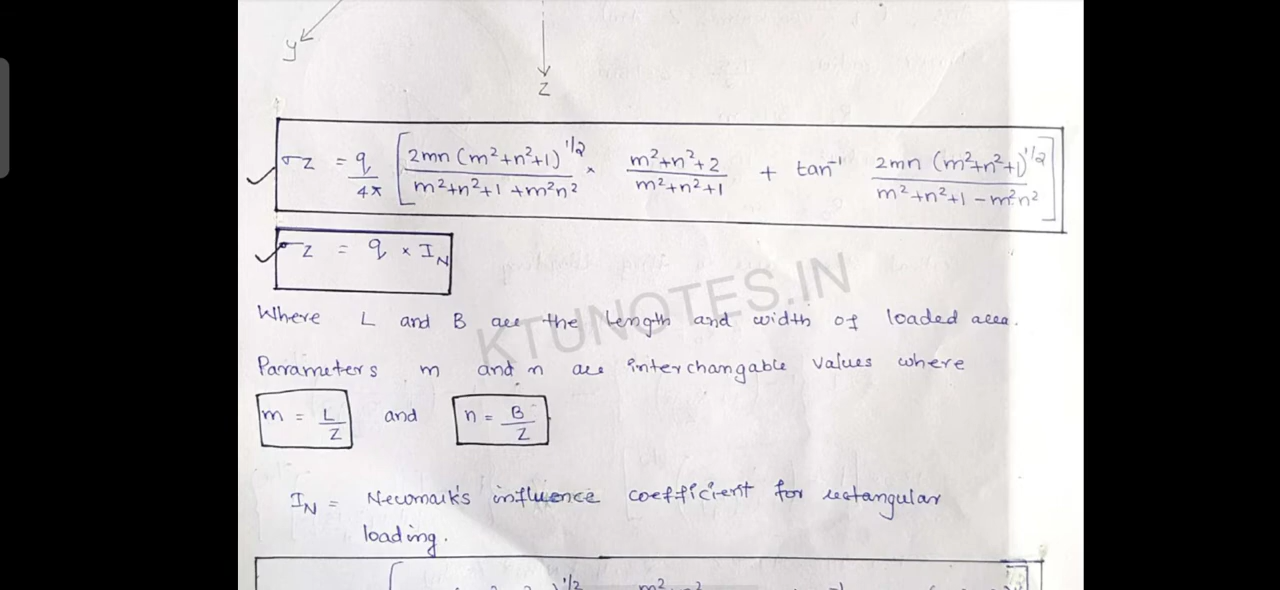 y
z
σz = q/4π [ 2mn (m²+n²+1)^1/2 / m²+n²+1+m²n² × m²+n²+2 / m²+n²+1 + tan⁻¹ 2mn (m²+n²+1)^1/2 / m²+n²+1-m²n² ]
σz = q × I_N
KTUNOTES.IN
Where L and B are the length and width of loaded area.
Parameters m and n are interchangable values where
m = L/Z and n = B/Z
I_N = Newmark's influence coefficient for rectangular
loading.